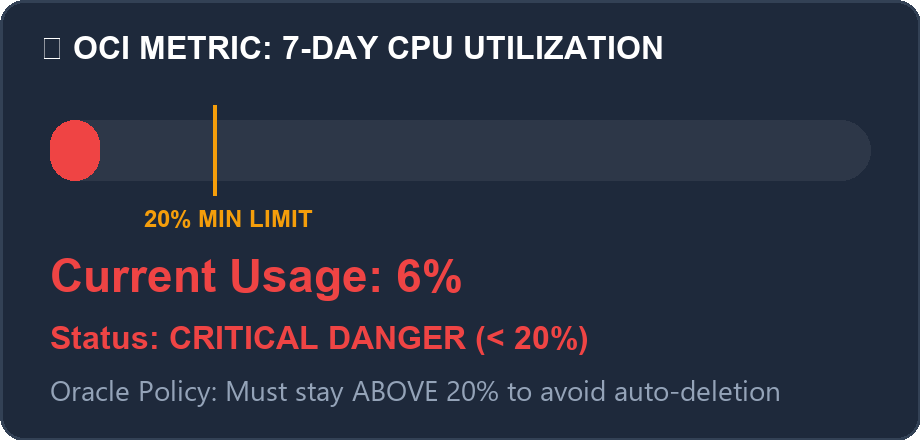 OCI METRIC: 7-DAY CPU UTILIZATION
20% MIN LIMIT
Current Usage: 6%
Status: CRITICAL DANGER (< 20%)
Oracle Policy: Must stay ABOVE 20% to avoid auto-deletion